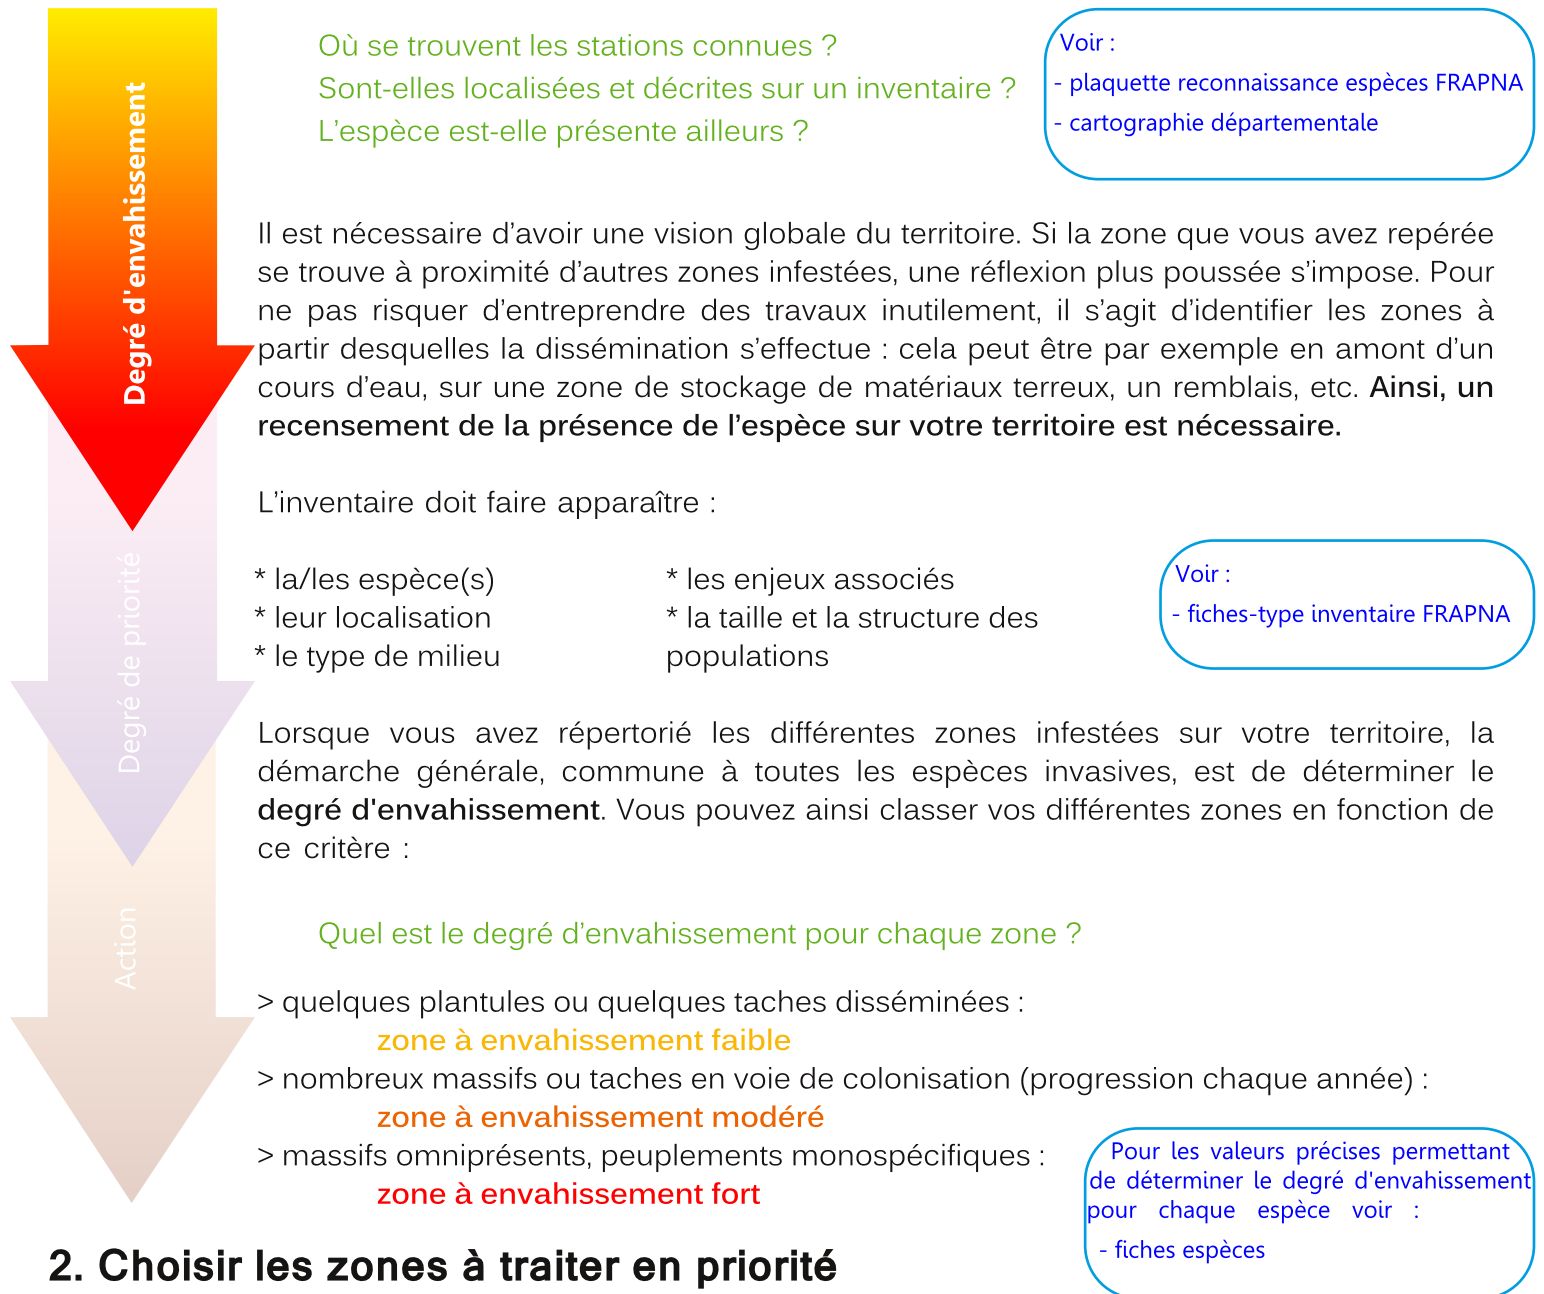 Degré d'envahissement
Degré de priorité
Action
Où se trouvent les stations connues ?
Sont-elles localisées et décrites sur un inventaire ?
L’espèce est-elle présente ailleurs ?
Voir :
- plaquette reconnaissance espèces FRAPNA
- cartographie départementale
Il est nécessaire d’avoir une vision globale du territoire. Si la zone que vous avez repérée
se trouve à proximité d’autres zones infestées, une réflexion plus poussée s’impose. Pour
ne pas risquer d’entreprendre des travaux inutilement, il s’agit d’identifier les zones à
partir desquelles la dissémination s’effectue : cela peut être par exemple en amont d’un
cours d’eau, sur une zone de stockage de matériaux terreux, un remblais, etc. Ainsi, un
recensement de la présence de l’espèce sur votre territoire est nécessaire.
L’inventaire doit faire apparaître :
* la/les espèce(s)
* leur localisation
* le type de milieu
* les enjeux associés
* la taille et la structure des
populations
Voir :
- fiches-type inventaire FRAPNA
Lorsque vous avez répertorié les différentes zones infestées sur votre territoire, la
démarche générale, commune à toutes les espèces invasives, est de déterminer le
degré d'envahissement. Vous pouvez ainsi classer vos différentes zones en fonction de
ce critère :
Quel est le degré d’envahissement pour chaque zone ?
> quelques plantules ou quelques taches disséminées :
zone à envahissement faible
> nombreux massifs ou taches en voie de colonisation (progression chaque année) :
zone à envahissement modéré
> massifs omniprésents, peuplements monospécifiques :
zone à envahissement fort
Pour les valeurs précises permettant
de déterminer le degré d'envahissement
pour chaque espèce voir :
- fiches espèces
2. Choisir les zones à traiter en priorité